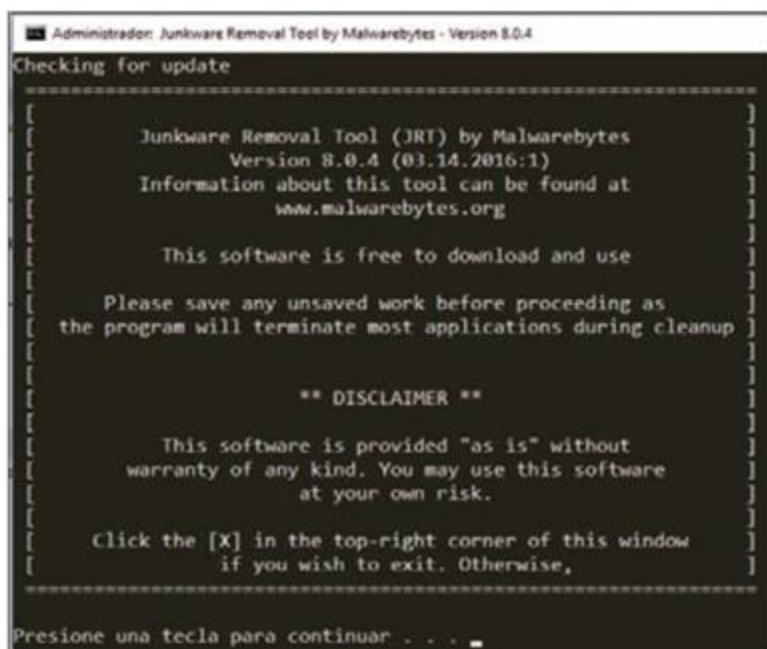 Administrador: Junkware Removal Tool by Malwarebytes - Version 8.0.4
Checking for update
Junkware Removal Tool (JRT) by Malwarebytes
Version 8.0.4 (03.14.2016:1)
Information about this tool can be found at
www.malwarebytes.org
This software is free to download and use
Please save any unsaved work before proceeding as
the program will terminate most applications during cleanup
** DISCLAIMER **
This software is provided "as is" without
warranty of any kind. You may use this software
at your own risk.
Click the [X] in the top-right corner of this window
if you wish to exit. Otherwise,
Presione una tecla para continuar . . .